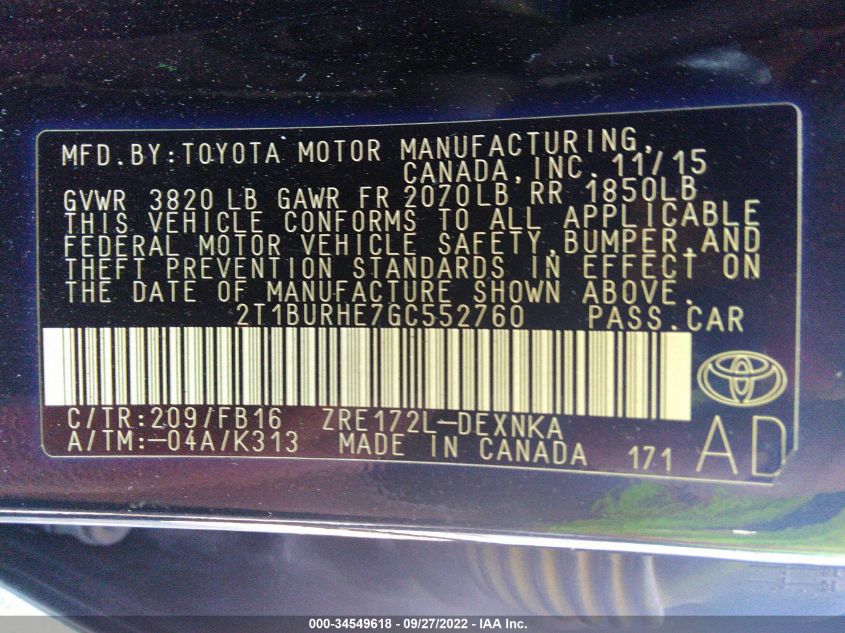 MFD.BY:TOYOTA MOTOR MANUFACTURING,
CANADA,INC. 11/15
GVWR 3820 LB GAWR FR 2070LB RR 1850LB
THIS VEHICLE CONFORMS TO ALL APPLICABLE
FEDERAL MOTOR VEHICLE SAFETY,BUMPER,AND
THEFT PREVENTION STANDARDS IN EFFECT ON
THE DATE OF MANUFACTURE SHOWN ABOVE.
2T1BURHE7GC552760 PASS.CAR
C/TR:209/FB16 ZRE172L-DEXNKA
A/TM:-04A/K313 MADE IN CANADA 171 AD
000-34549618 - 09/27/2022 - IAA Inc.